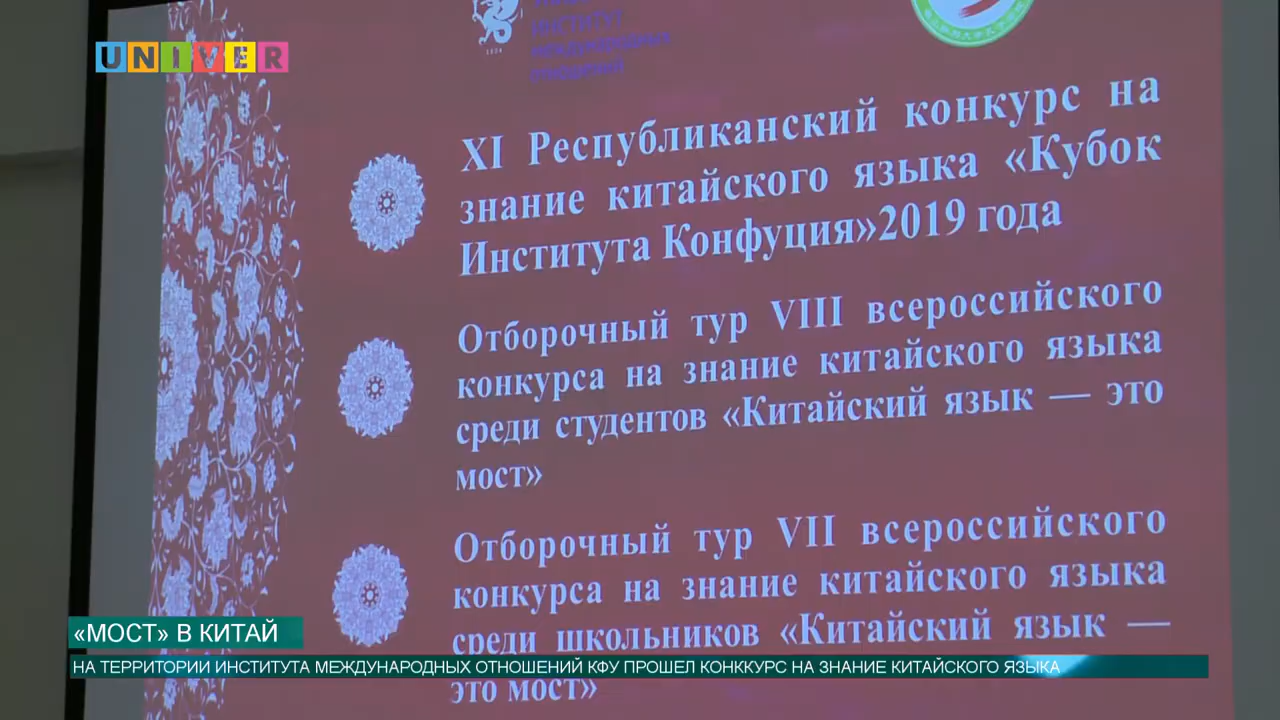 UNIVER
ИНСТИТУТ
МЕЖДУНАРОДНЫХ
ОТНОШЕНИЙ
1804
XI Республиканский конкурс на
знание китайского языка «Кубок
Института Конфуция»2019 года
Отборочный тур VIII всероссийского
конкурса на знание китайского языка
среди студентов «Китайский язык — это
мост»
Отборочный тур VII всероссийского
конкурса на знание китайского языка
среди школьников «Китайский язык —
это мост»
«МОСТ» В КИТАЙ
НА ТЕРРИТОРИИ ИНСТИТУТА МЕЖДУНАРОДНЫХ ОТНОШЕНИЙ КФУ ПРОШЕЛ КОНККУРС НА ЗНАНИЕ КИТАЙСКОГО ЯЗЫКА